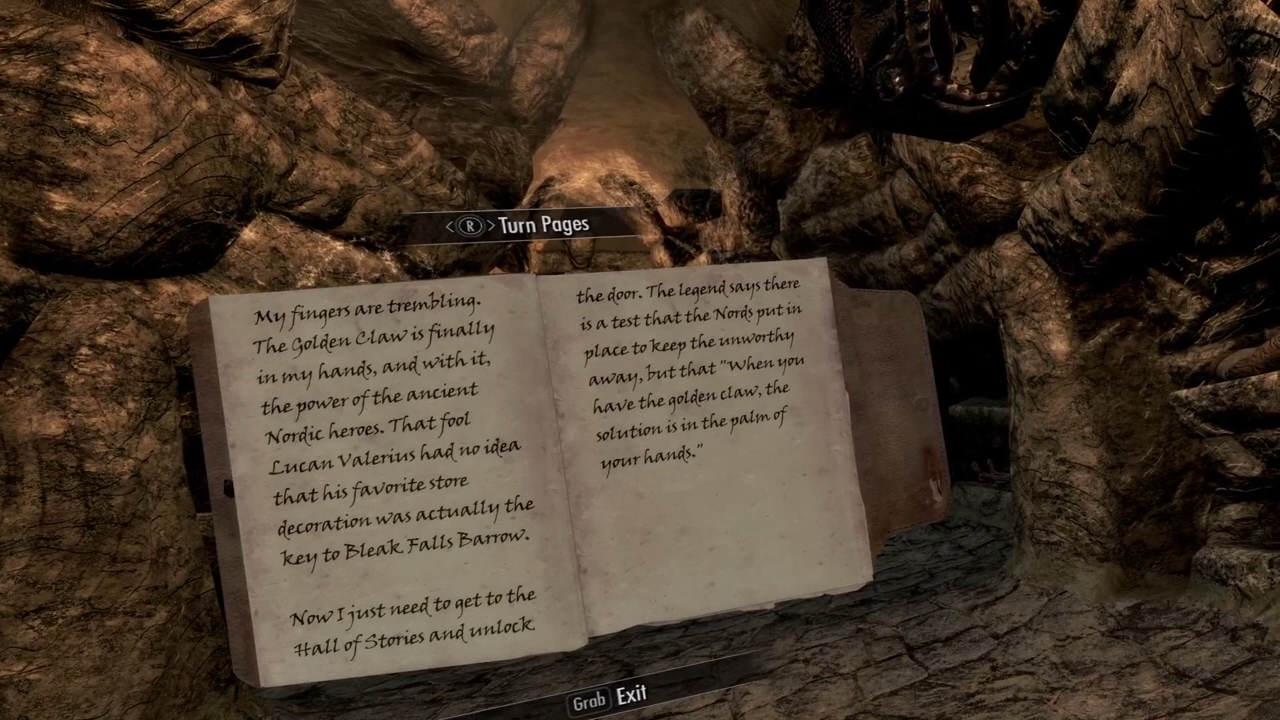 < R > Turn Pages
My fingers are trembling.
The Golden Claw is finally
in my hands, and with it,
the power of the ancient
Nordic heroes. That fool
Lucan Valerius had no idea
that his favorite store
decoration was actually the
key to Bleak Falls Barrow.
Now I just need to get to the
Hall of Stories and unlock
the door. The legend says there
is a test that the Nords put in
place to keep the unworthy
away, but that "When you
have the golden claw, the
solution is in the palm of
your hands."
Grab Exit